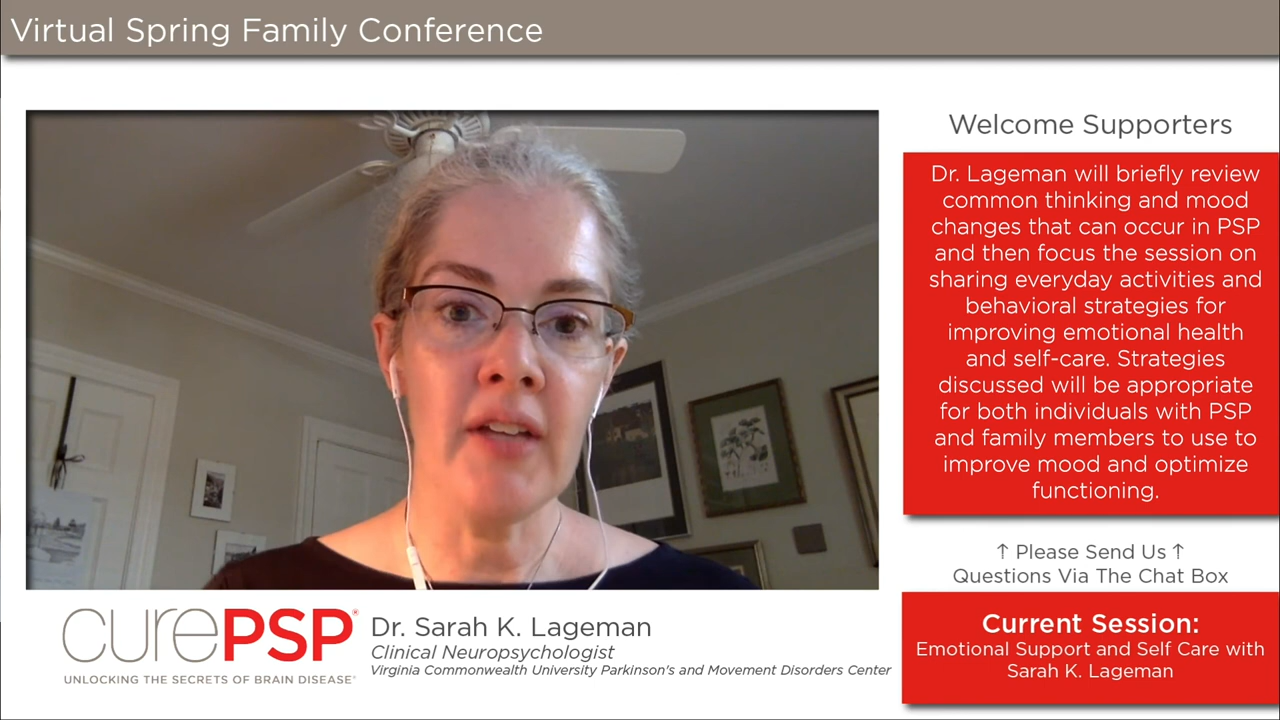 Virtual Spring Family Conference
Welcome Supporters
Dr. Lageman will briefly review
common thinking and mood
changes that can occur in PSP
and then focus the session on
sharing everyday activities and
behavioral strategies for
improving emotional health
and self-care. Strategies
discussed will be appropriate
for both individuals with PSP
and family members to use to
improve mood and optimize
functioning.
↑ Please Send Us ↑
Questions Via The Chat Box
Current Session:
Emotional Support and Self Care with
Sarah K. Lageman
curePSP®
UNLOCKING THE SECRETS OF BRAIN DISEASE®
Dr. Sarah K. Lageman
Clinical Neuropsychologist
Virginia Commonwealth University Parkinson's and Movement Disorders Center